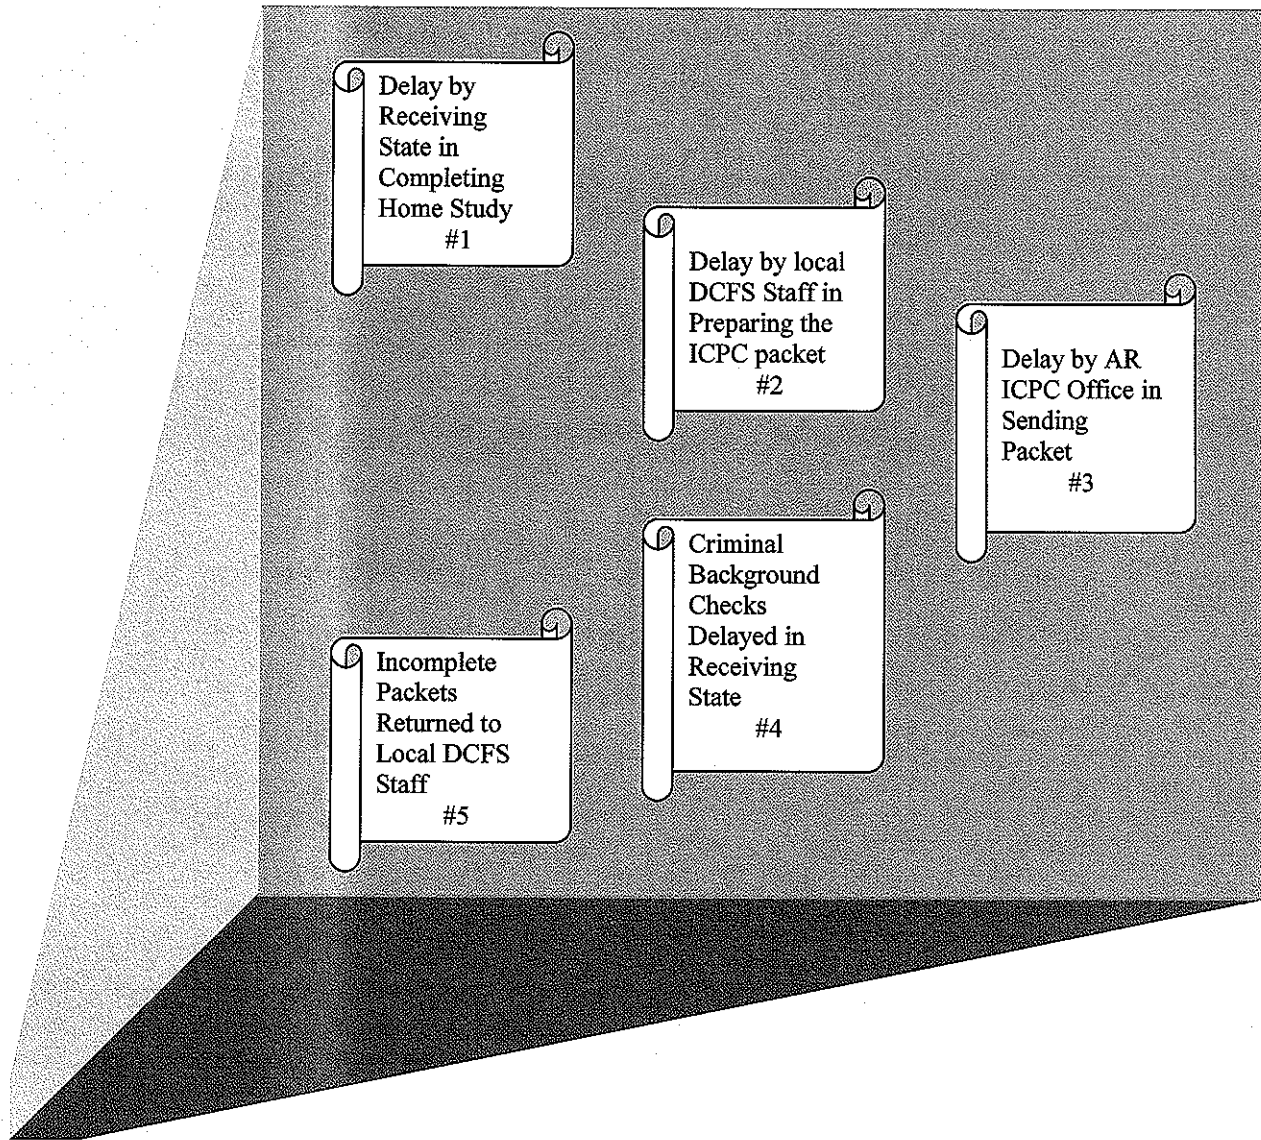 Delay by
Receiving
State in
Completing
Home Study
#1
Delay by local
DCFS Staff in
Preparing the
ICPC packet
#2
Delay by AR
ICPC Office in
Sending
Packet
#3
Criminal
Background
Checks
Delayed in
Receiving
State
#4
Incomplete
Packets
Returned to
Local DCFS
Staff
#5